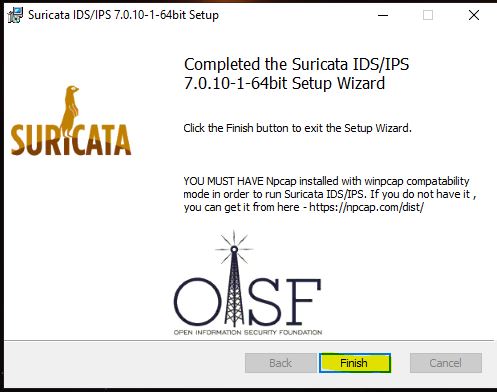 Suricata IDS/IPS 7.0.10-1-64bit Setup
Completed the Suricata IDS/IPS
7.0.10-1-64bit Setup Wizard
SURICATA
Click the Finish button to exit the Setup Wizard.
YOU MUST HAVE Npcap installed with winpcap compatability
mode in order to run Suricata IDS/IPS. If you do not have it ,
you can get it from here - https://npcap.com/dist/
OISF
OPEN INFORMATION SECURITY FOUNDATION
Back Finish Cancel